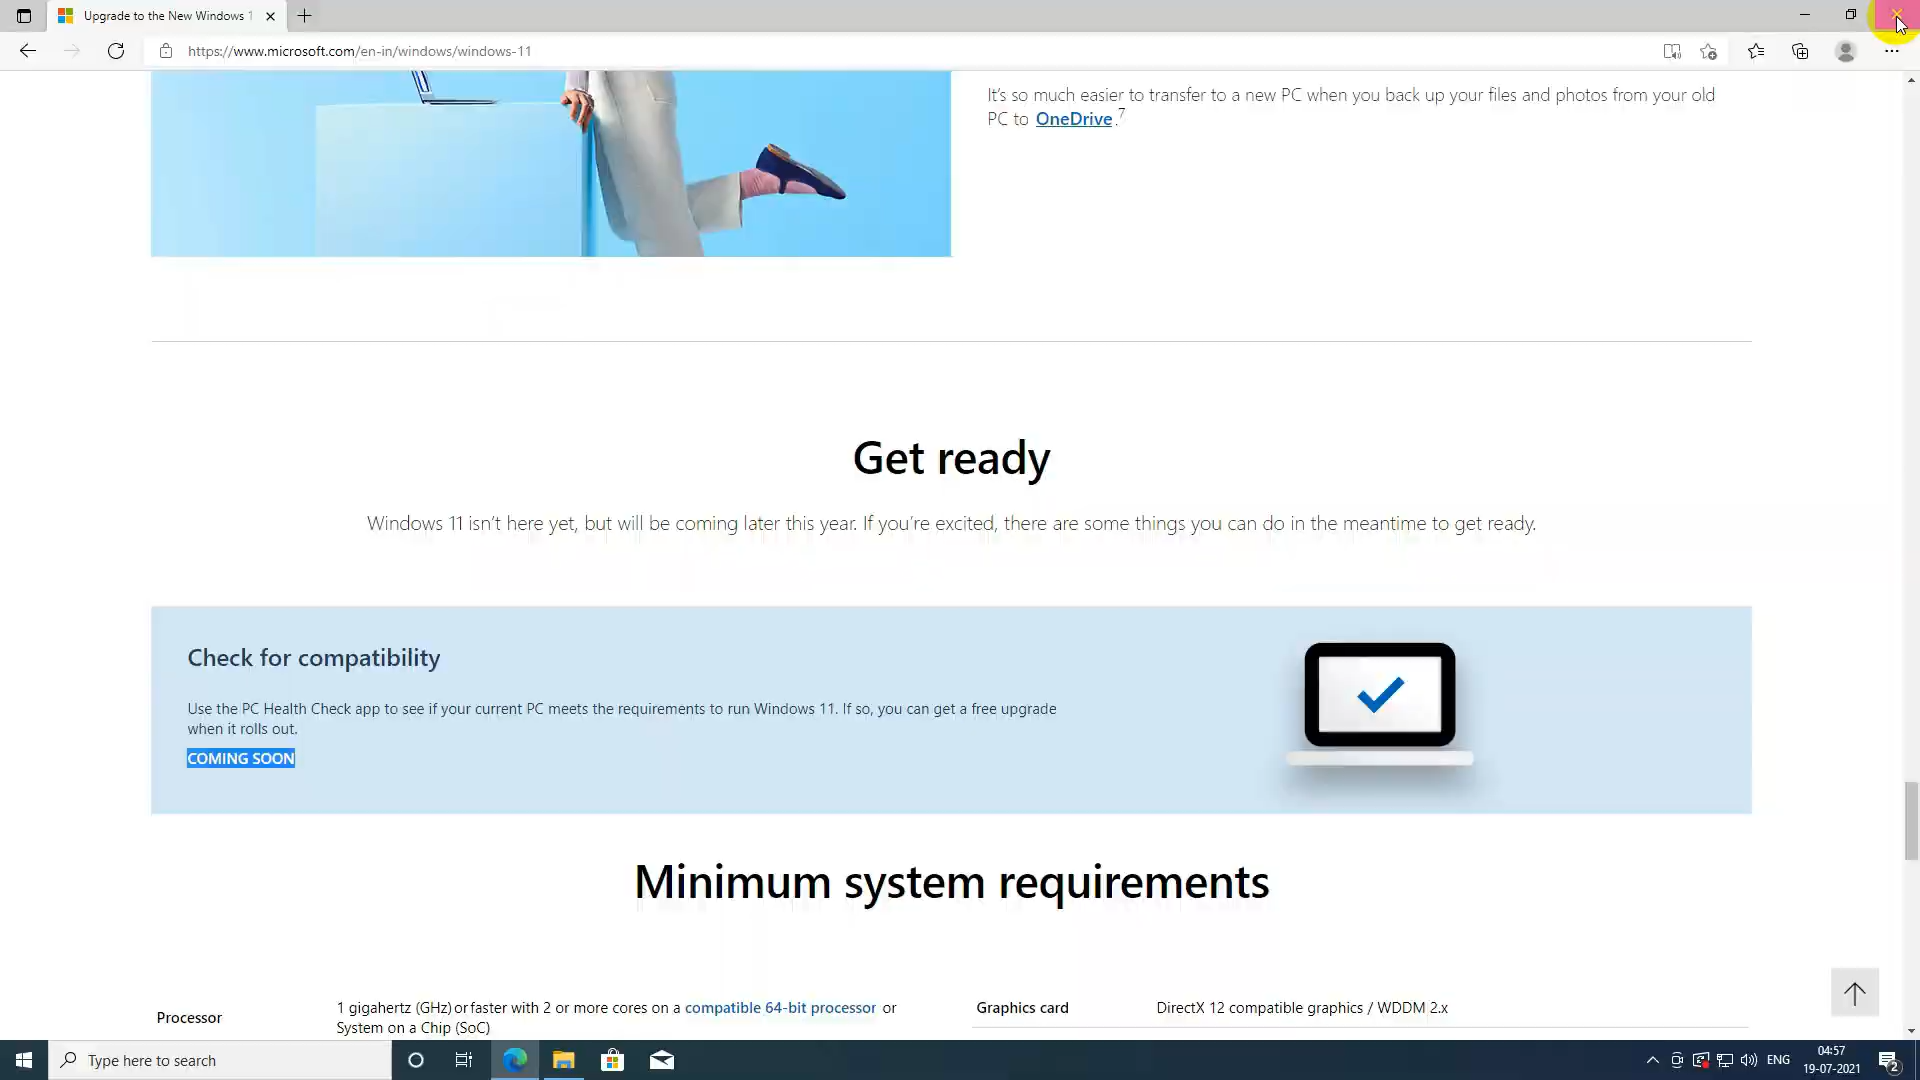 Upgrade to the New Windows 1
https://www.microsoft.com/en-in/windows/windows-11
It's so much easier to transfer to a new PC when you back up your files and photos from your old
PC to OneDrive.7
Get ready
Windows 11 isn't here yet, but will be coming later this year. If you're excited, there are some things you can do in the meantime to get ready.
Check for compatibility
Use the PC Health Check app to see if your current PC meets the requirements to run Windows 11. If so, you can get a free upgrade
when it rolls out.
COMING SOON
Minimum system requirements
Processor
1 gigahertz (GHz) or faster with 2 or more cores on a compatible 64-bit processor or
System on a Chip (SoC)
Graphics card
DirectX 12 compatible graphics / WDDM 2.x
Type here to search
ENG
04:57
19-07-2021
2